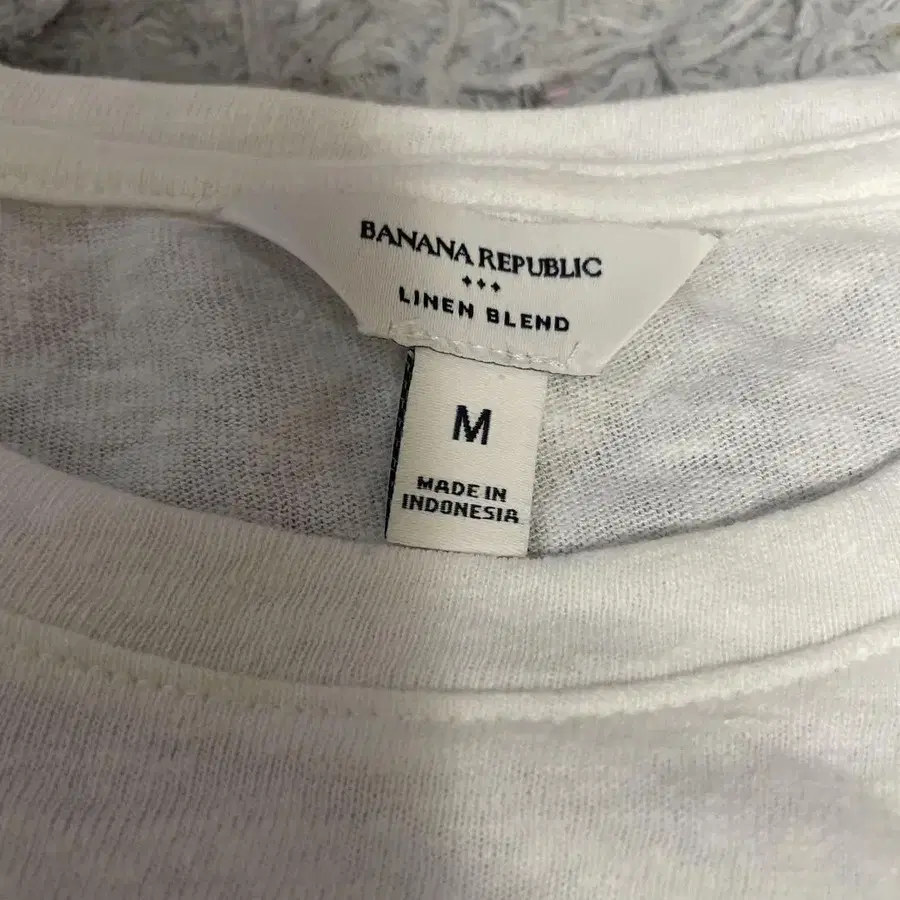 BANANA REPUBLIC
LINEN BLEND
M
MADE IN
INDONESIA